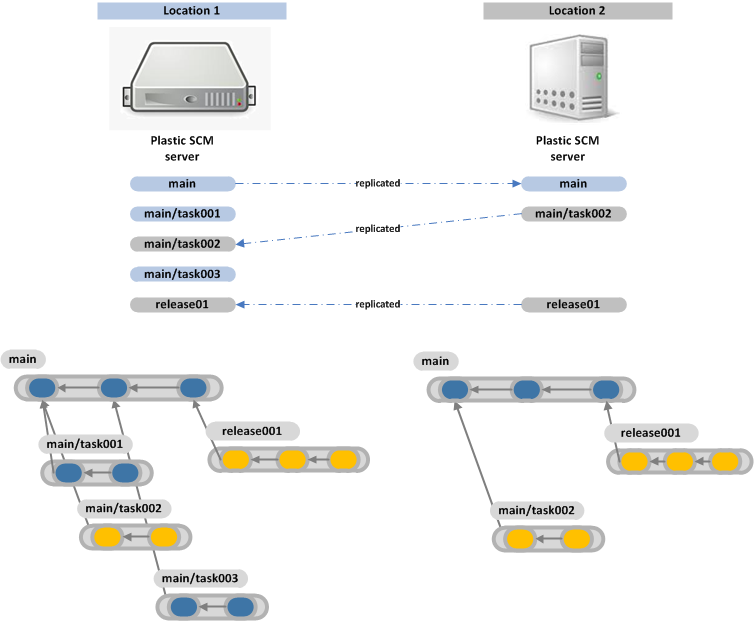 Location 1
Location 2
Plastic SCM
server
Plastic SCM
server
main
replicated
main
main/task001
main/task002
replicated
main/task002
main/task003
release01
replicated
release01
main
main
release001
release001
main/task001
main/task002
main/task002
main/task003